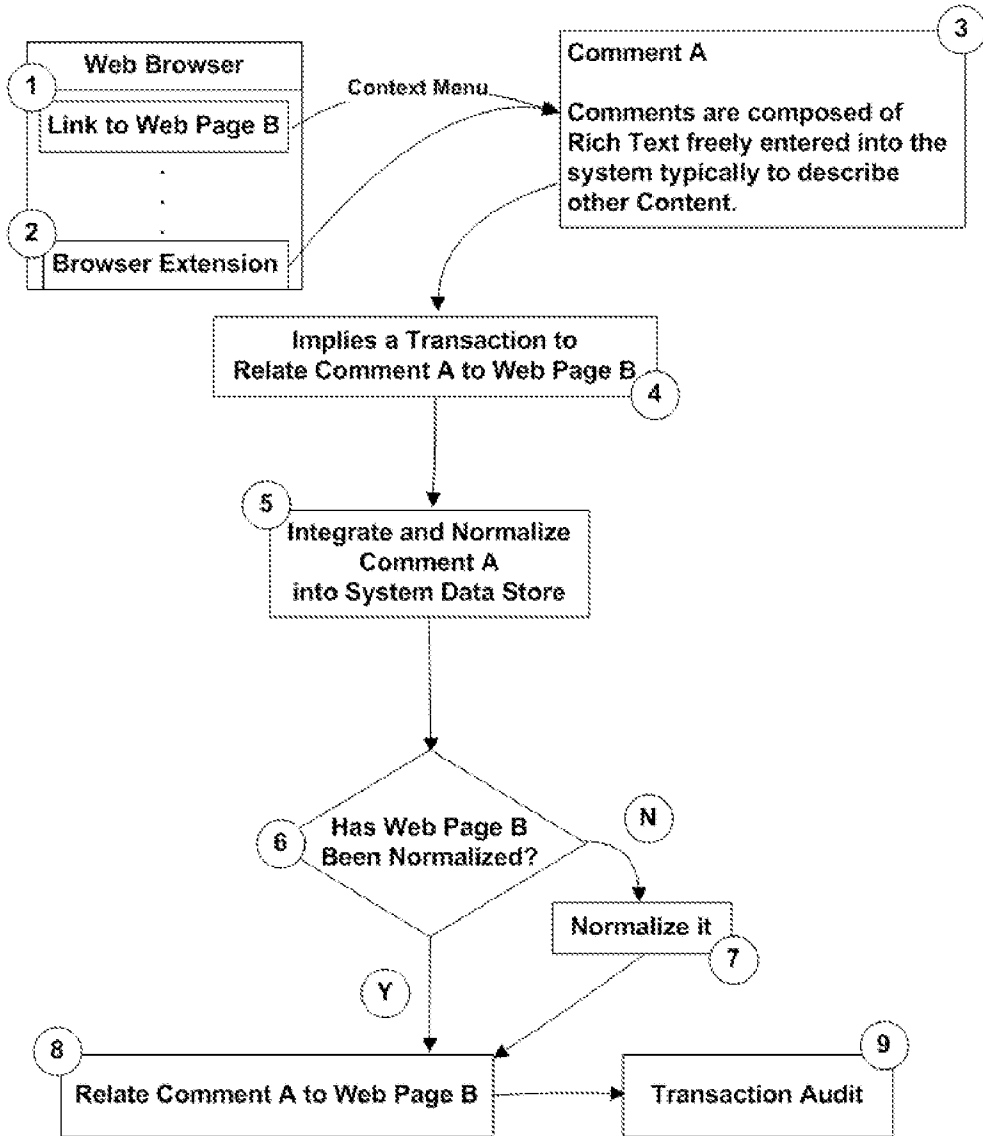 Web Browser
1
Link to Web Page B
.
.
.
2
Browser Extension
Context Menu
3
Comment A
Comments are composed of
Rich Text freely entered into the
system typically to describe
other Content.
Implies a Transaction to
Relate Comment A to Web Page B
4
5
Integrate and Normalize
Comment A
into System Data Store
6
Has Web Page B
Been Normalized?
N
Normalize it
7
Y
8
Relate Comment A to Web Page B
9
Transaction Audit